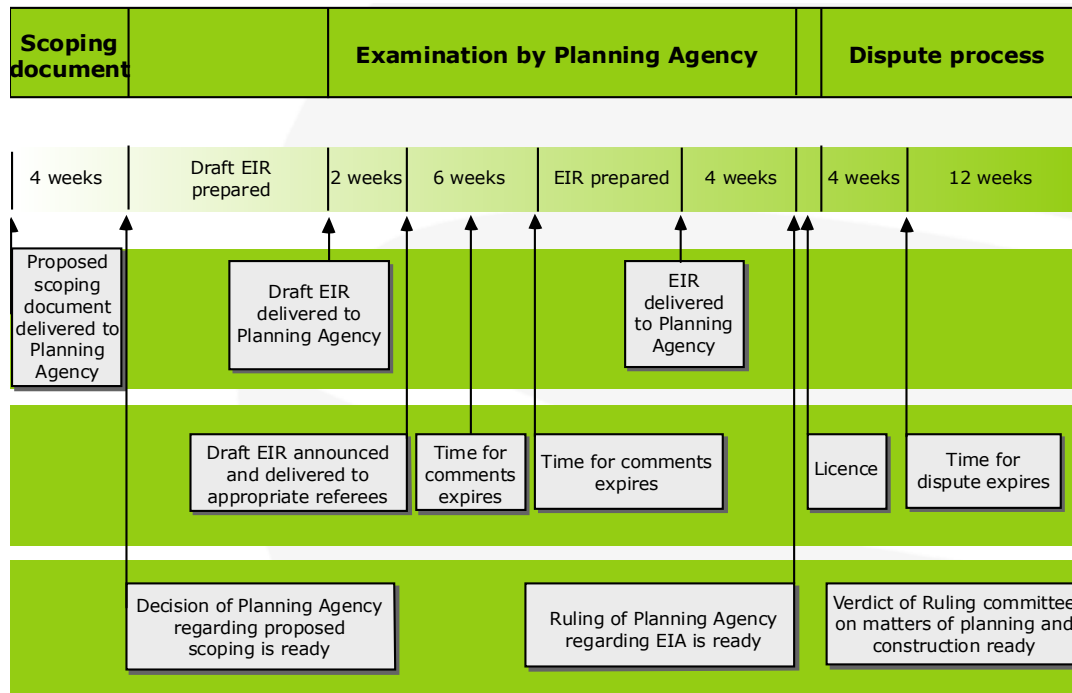 Scoping
document
Examination by Planning Agency
Dispute process
4 weeks
Draft EIR
prepared
2 weeks
6 weeks
EIR prepared
4 weeks
4 weeks
12 weeks
Proposed
scoping
document
delivered to
Planning
Agency
Draft EIR
delivered to
Planning Agency
EIR
delivered
to Planning
Agency
Draft EIR announced
and delivered to
appropriate referees
Time for
comments
expires
Time for comments
expires
Licence
Time for
dispute expires
Decision of Planning Agency
regarding proposed
scoping is ready
Ruling of Planning Agency
regarding EIA is ready
Verdict of Ruling committee
on matters of planning and
construction ready